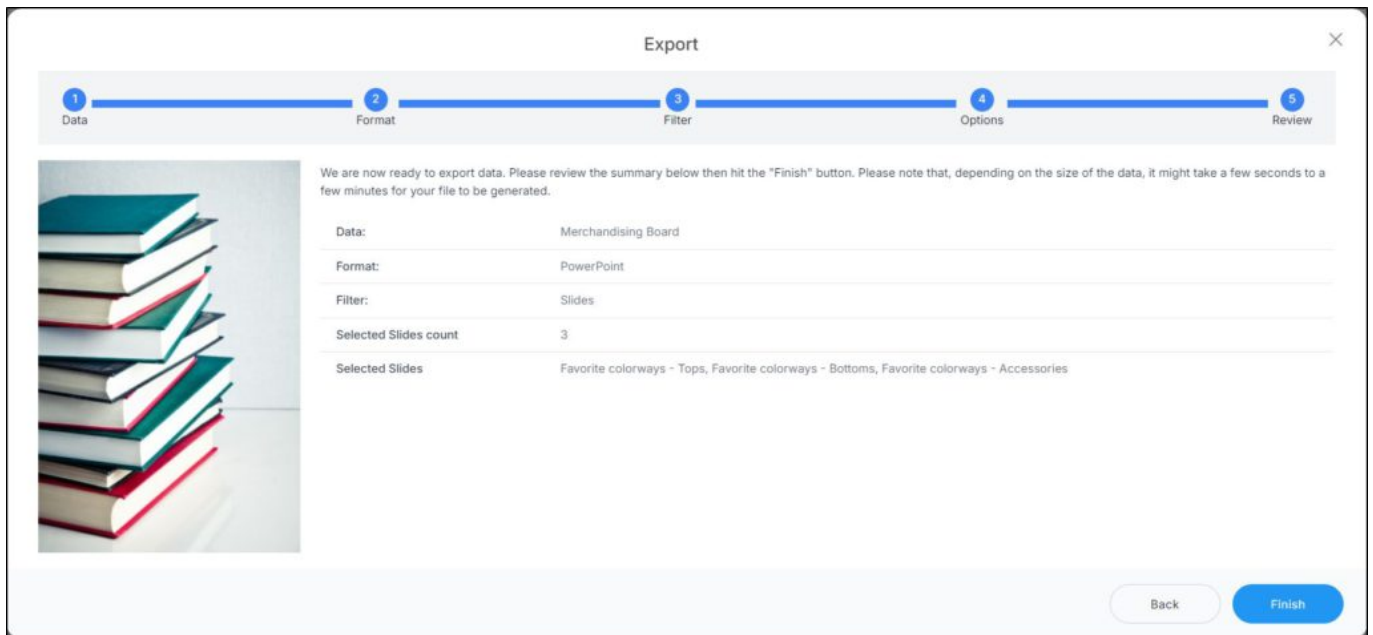 Export
1
2
3
4
5
Data
Format
Filter
Options
Review
We are now ready to export data. Please review the summary below then hit the "Finish" button. Please note that, depending on the size of the data, it might take a few seconds to a
few minutes for your file to be generated.
Data: Merchandising Board
Format: PowerPoint
Filter: Slides
Selected Slides count 3
Selected Slides Favorite colorways - Tops, Favorite colorways - Bottoms, Favorite colorways - Accessories
Back
Finish